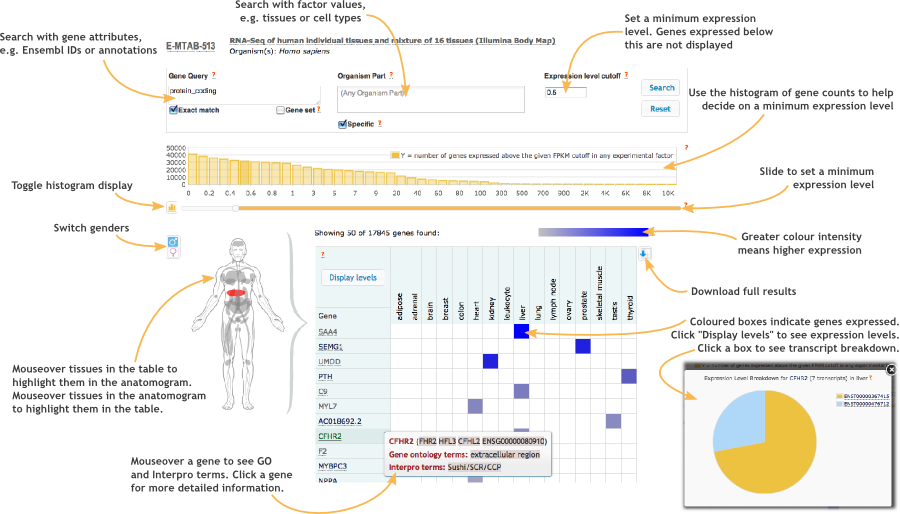 Search with factor values,
e.g. tissues or cell types
Set a minimum expression
level. Genes expressed below
this are not displayed
Search with gene attributes,
e.g. Ensembl IDs or annotations
E-MTAB-513
RNA-Seq of human individual tissues and mixture of 16 tissues (Illumina Body Map)
Organism(s): Homo sapiens
Gene Query ?
Organism Part ?
Expression level cutoff ?
protein_coding
(Any Organism Part)
0.5
Search
Reset
Exact match
Gene set ?
Specific ?
Use the histogram of gene counts to help
decide on a minimum expression level
50000
40000
30000
20000
10000
0
Y = number of genes expressed above the given FPKM cutoff in any experimental factor
?
0 0.2 0.4 0.6 0.8 1 3 5 7 9 20 40 60 80 100 300 500 700 900 2K 4K 6K 8K 10K
Toggle histogram display
Slide to set a minimum
expression level
?
Switch genders
Showing 50 of 17845 genes found:
Greater colour intensity
means higher expression
?
Display levels
Download full results
Gene
adipose
adrenal
brain
breast
colon
heart
kidney
leukocyte
liver
lung
lymph node
ovary
prostate
skeletal muscle
testis
thyroid
SAA4
SEMG1
UMOD
PTH
C9
MYL7
AC018692.2
CFHR2
F2
MYBPC3
NPPA
Coloured boxes indicate genes expressed.
Click "Display levels" to see expression levels.
Click a box to see transcript breakdown.
Mouseover tissues in the table to
highlight them in the anatomogram.
Mouseover tissues in the anatomogram
to highlight them in the table.
CFHR2 (FHR2 HFL3 CFHL2 ENSG00000080910)
Gene ontology terms: extracellular region
Interpro terms: Sushi/SCR/CCP
Mouseover a gene to see GO
and Interpro terms. Click a gene
for more detailed information.
Expression Level Breakdown for CFHR2 (7 transcripts) in liver ?
ENST00000367415
ENST00000476712